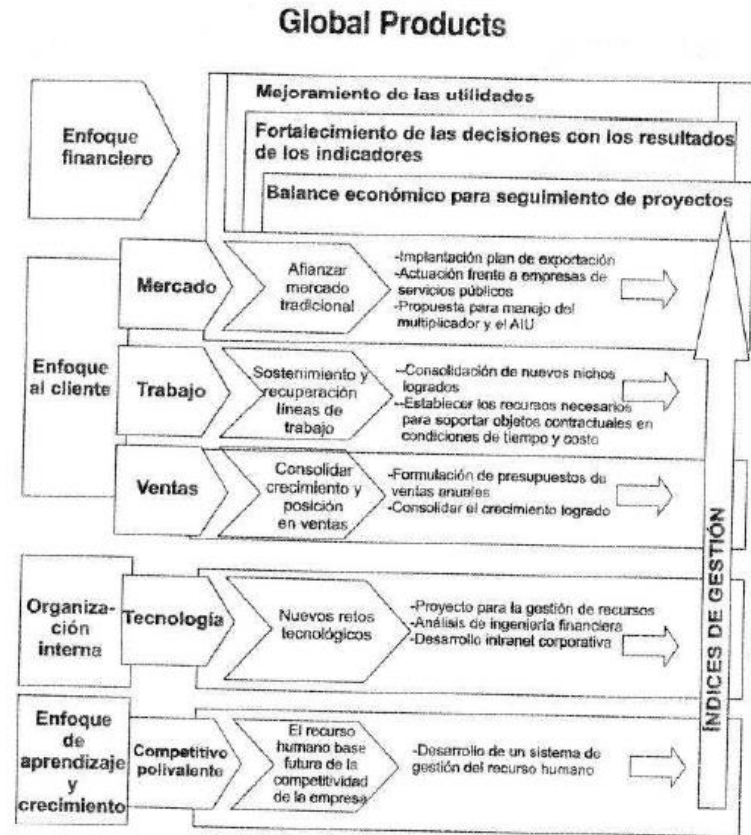 Global Products
Enfoque
financiero
Mejoramiento de las utilidades
Fortalecimiento de las decisiones con los resultados
de los indicadores
Balance económico para seguimiento de proyectos
Enfoque
al cliente
Mercado
Afianzar
mercado
tradicional
-Implantación plan de exportación
-Actuación frente a empresas de
servicios públicos
-Propuesta para manejo del
multiplicador y el AIU
Trabajo
Sostenimiento y
recuperación
líneas de
trabajo
--Consolidación de nuevos nichos
logrados
--Establecer los recursos necesarios
para soportar objetos contractuales en
condiciones de tiempo y costo
Ventas
Consolidar
crecimiento y
posición
en ventas
-Formulación de presupuestos de
ventas anuales
-Consolidar el crecimiento logrado
Organiza-
ción
interna
Tecnología
Nuevos retos
tecnológicos
-Proyecto para la gestión de recursos
-Análisis de ingeniería financiera
-Desarrollo intranet corporativa
Enfoque
de
aprendizaje
y
crecimiento
Competitivo
polivalente
El recurso
humano base
futura de la
competitividad
de la empresa
-Desarrollo de un sistema de
gestión del recurso humano
ÍNDICES DE GESTIÓN